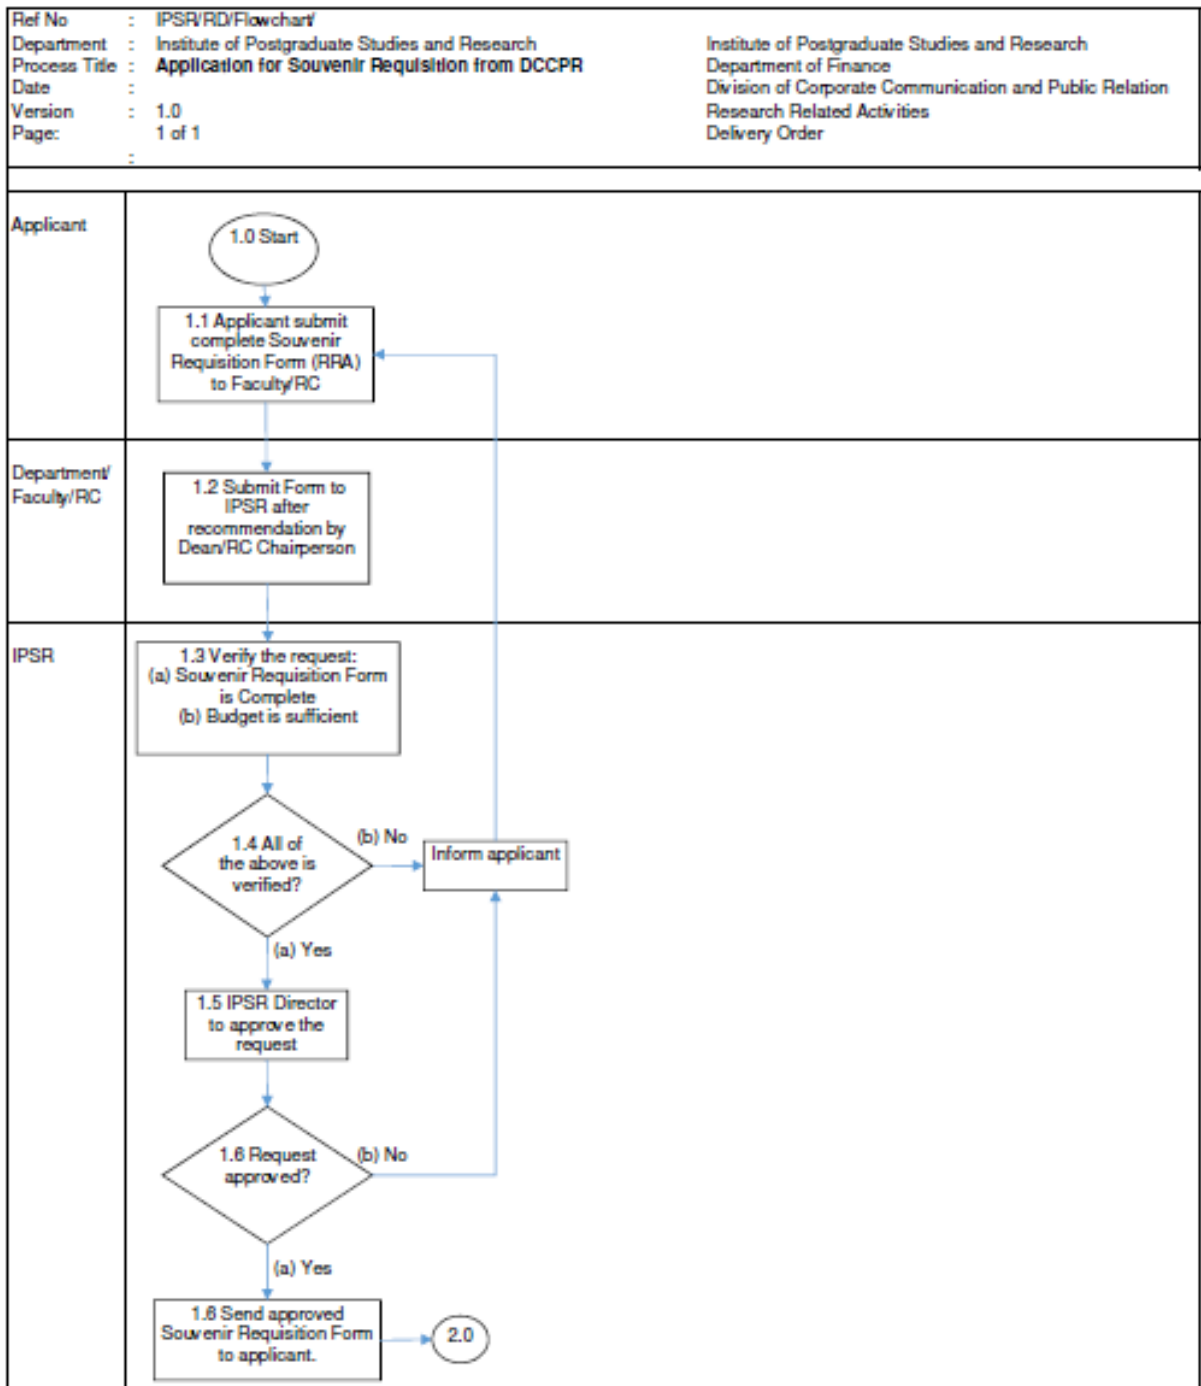 Ref No : IPSR/RD/Flowchart/
Department : Institute of Postgraduate Studies and Research
Process Title : Application for Souvenir Requisition from DCCPR
Date :
Version : 1.0
Page: 1 of 1
:
Institute of Postgraduate Studies and Research
Department of Finance
Division of Corporate Communication and Public Relation
Research Related Activities
Delivery Order
Applicant
1.0 Start
1.1 Applicant submit
complete Souvenir
Requisition Form (RRA)
to Faculty/RC
Department/
Faculty/RC
1.2 Submit Form to
IPSR after
recommendation by
Dean/RC Chairperson
IPSR
1.3 Verify the request:
(a) Souvenir Requisition Form
is Complete
(b) Budget is sufficient
1.4 All of
the above is
verified?
(b) No
Inform applicant
(a) Yes
1.5 IPSR Director
to approve the
request
1.6 Request
approved?
(b) No
(a) Yes
1.6 Send approved
Souvenir Requisition Form
to applicant.
2.0